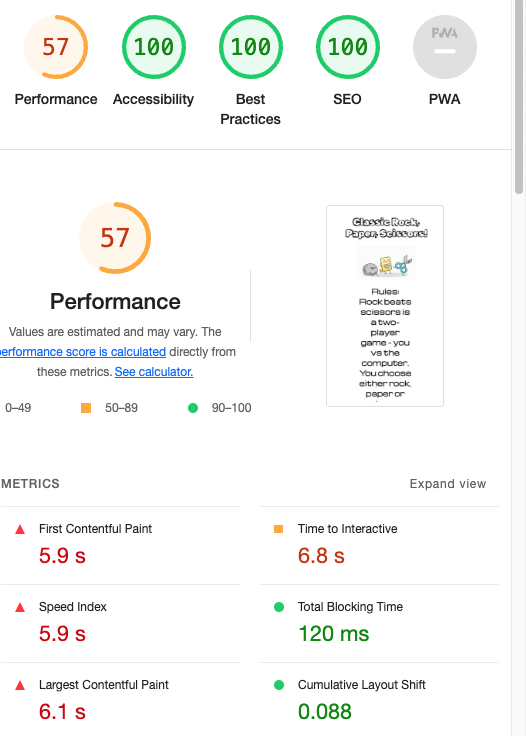 57
100
100
100
PWA
Performance
Accessibility
Best
Practices
SEO
PWA
57
Performance
Values are estimated and may vary. The
performance score is calculated directly from
these metrics. See calculator.
0–49
50–89
90–100
Classic Rock,
Paper, Scissors!
Rules:
Rock beats
scissors is
a two-
player
game - you
vs the
computer.
You choose
either rock,
paper or
METRICS
Expand view
First Contentful Paint
5.9 s
Time to Interactive
6.8 s
Speed Index
5.9 s
Total Blocking Time
120 ms
Largest Contentful Paint
6.1 s
Cumulative Layout Shift
0.088